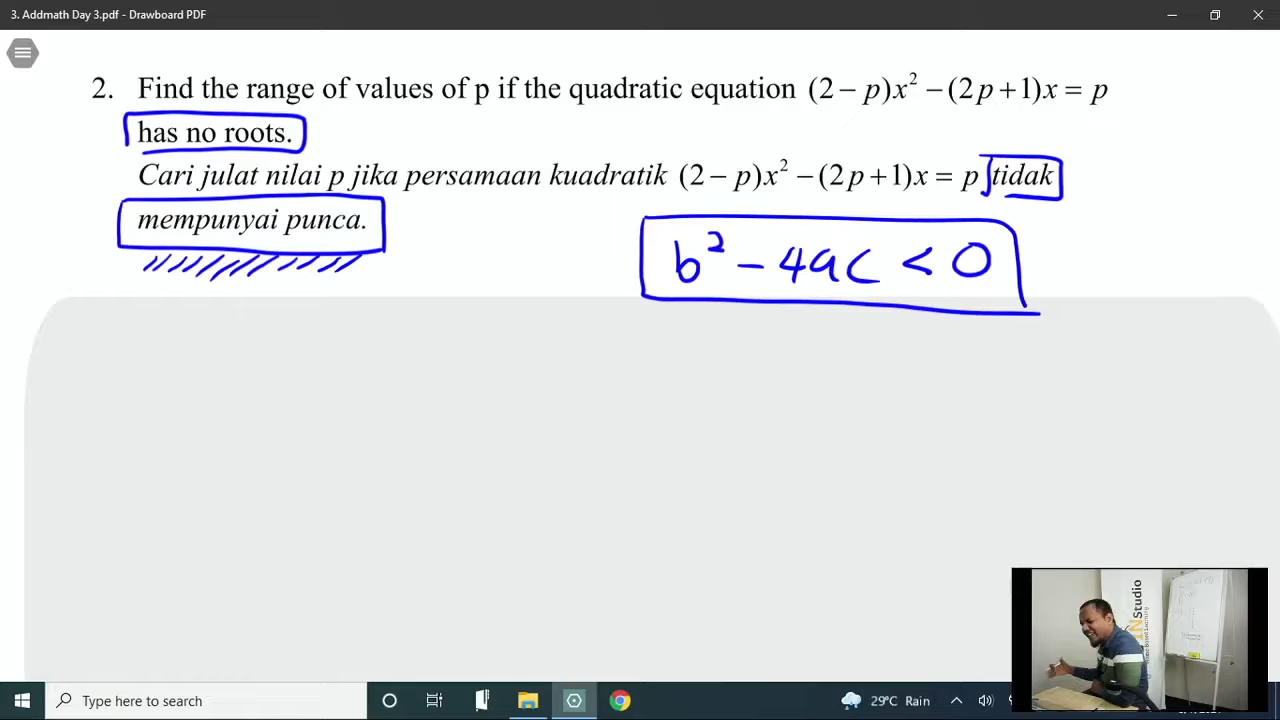 3. Addmath Day 3.pdf - Drawboard PDF
2. Find the range of values of p if the quadratic equation (2 − p)x² − (2p + 1)x = p
has no roots.
Cari julat nilai p jika persamaan kuadratik (2 − p)x² − (2p + 1)x = p tidak
mempunyai punca.
b² − 4ac < 0
Studio
Type here to search
29°C Rain